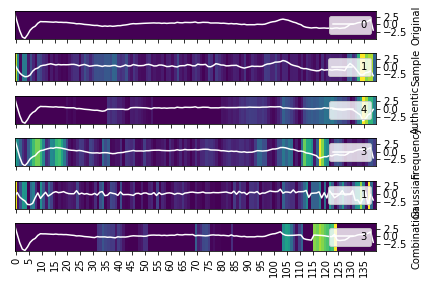 0 2.5 0.0 −2.5 Original
1 2.5 0.0 −2.5 Sample
4 2.5 0.0 −2.5 Authentic
3 2.5 0.0 −2.5 Frequency
1 2.5 0.0 −2.5 Gaussian
3 2.5 0.0 −2.5 Combination
0 5 10 15 20 25 30 35 40 45 50 55 60 65 70 75 80 85 90 95 100 105 110 115 120 125 130 135